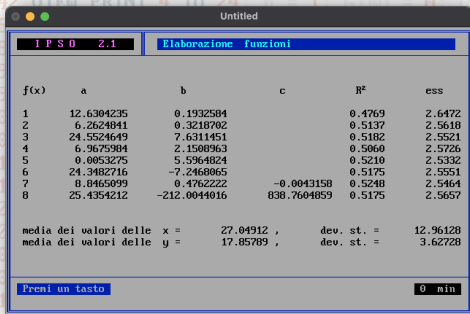 Untitled
I P S O 2.1 Elaborazione funzioni
f(x) a b c R² ess
1 12.6304235 0.1932584 0.4769 2.6472
2 6.2624841 0.3218702 0.5137 2.5618
3 24.5524649 7.6311451 0.5182 2.5521
4 6.9675984 2.1508963 0.5060 2.5726
5 0.0053275 5.5964824 0.5210 2.5332
6 24.3482716 -7.2468065 0.5175 2.5551
7 8.8465099 0.4762222 -0.0043158 0.5248 2.5464
8 25.4354212 -212.0044016 838.7604859 0.5175 2.5657
media dei valori delle x = 27.04912 , dev. st. = 12.96128
media dei valori delle y = 17.85789 , dev. st. = 3.62728
Premi un tasto 0 min